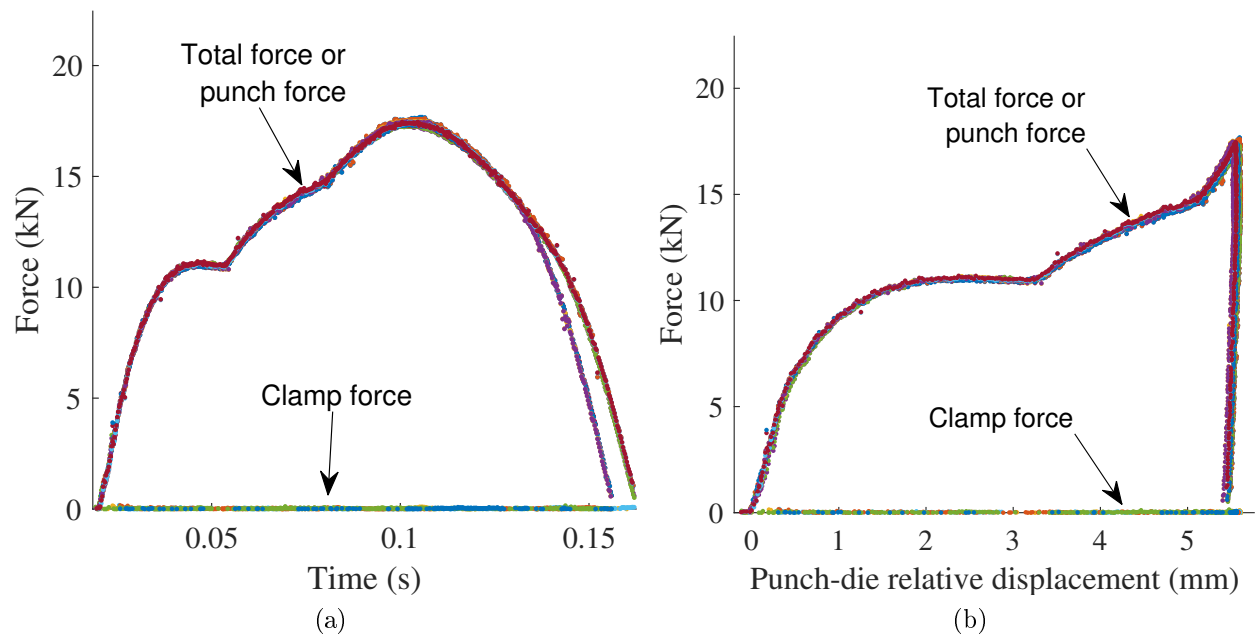 20
15
10
5
0
Force (kN)
Total force or
punch force
Clamp force
0.05
0.1
0.15
Time (s)
(a)
20
15
10
5
0
Force (kN)
Total force or
punch force
Clamp force
0
1
2
3
4
5
Punch-die relative displacement (mm)
(b)